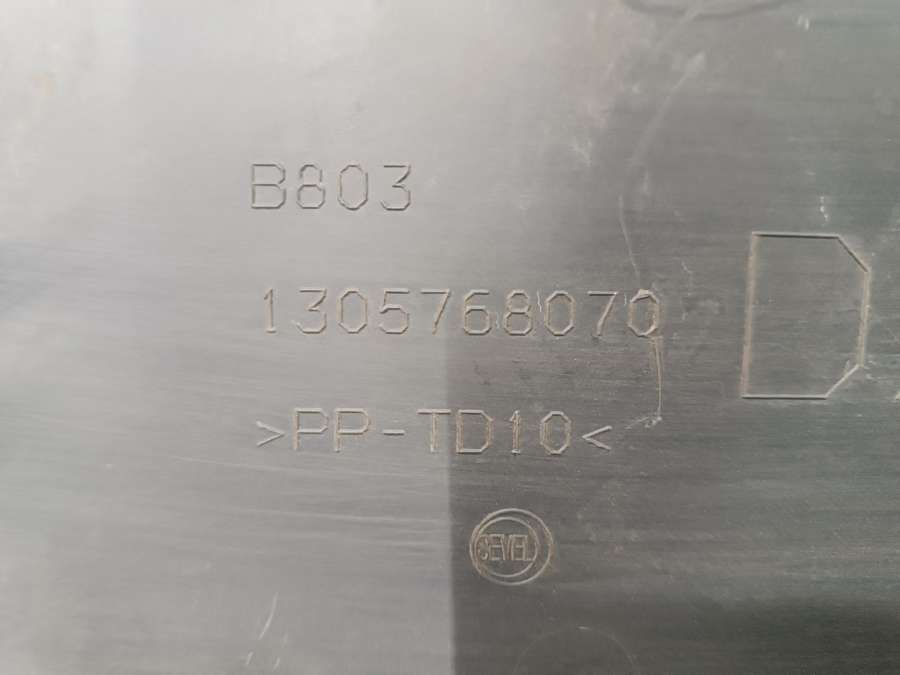 B803
1305768070
D
>PP-TD10<
SEVEL